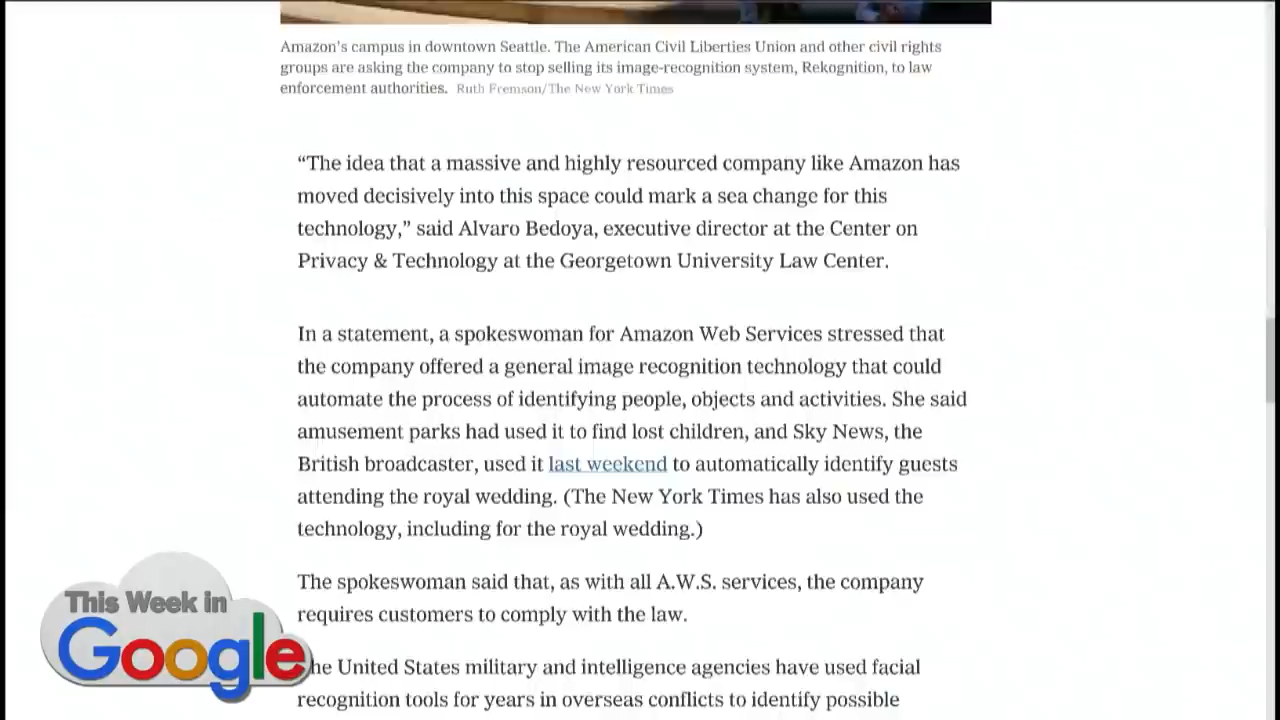 Amazon's campus in downtown Seattle. The American Civil Liberties Union and other civil rights
groups are asking the company to stop selling its image-recognition system, Rekognition, to law
enforcement authorities. Ruth Fremson/The New York Times
“The idea that a massive and highly resourced company like Amazon has
moved decisively into this space could mark a sea change for this
technology,” said Alvaro Bedoya, executive director at the Center on
Privacy & Technology at the Georgetown University Law Center.
In a statement, a spokeswoman for Amazon Web Services stressed that
the company offered a general image recognition technology that could
automate the process of identifying people, objects and activities. She said
amusement parks had used it to find lost children, and Sky News, the
British broadcaster, used it last weekend to automatically identify guests
attending the royal wedding. (The New York Times has also used the
technology, including for the royal wedding.)
The spokeswoman said that, as with all A.W.S. services, the company
requires customers to comply with the law.
he United States military and intelligence agencies have used facial
recognition tools for years in overseas conflicts to identify possible
This Week in
Google